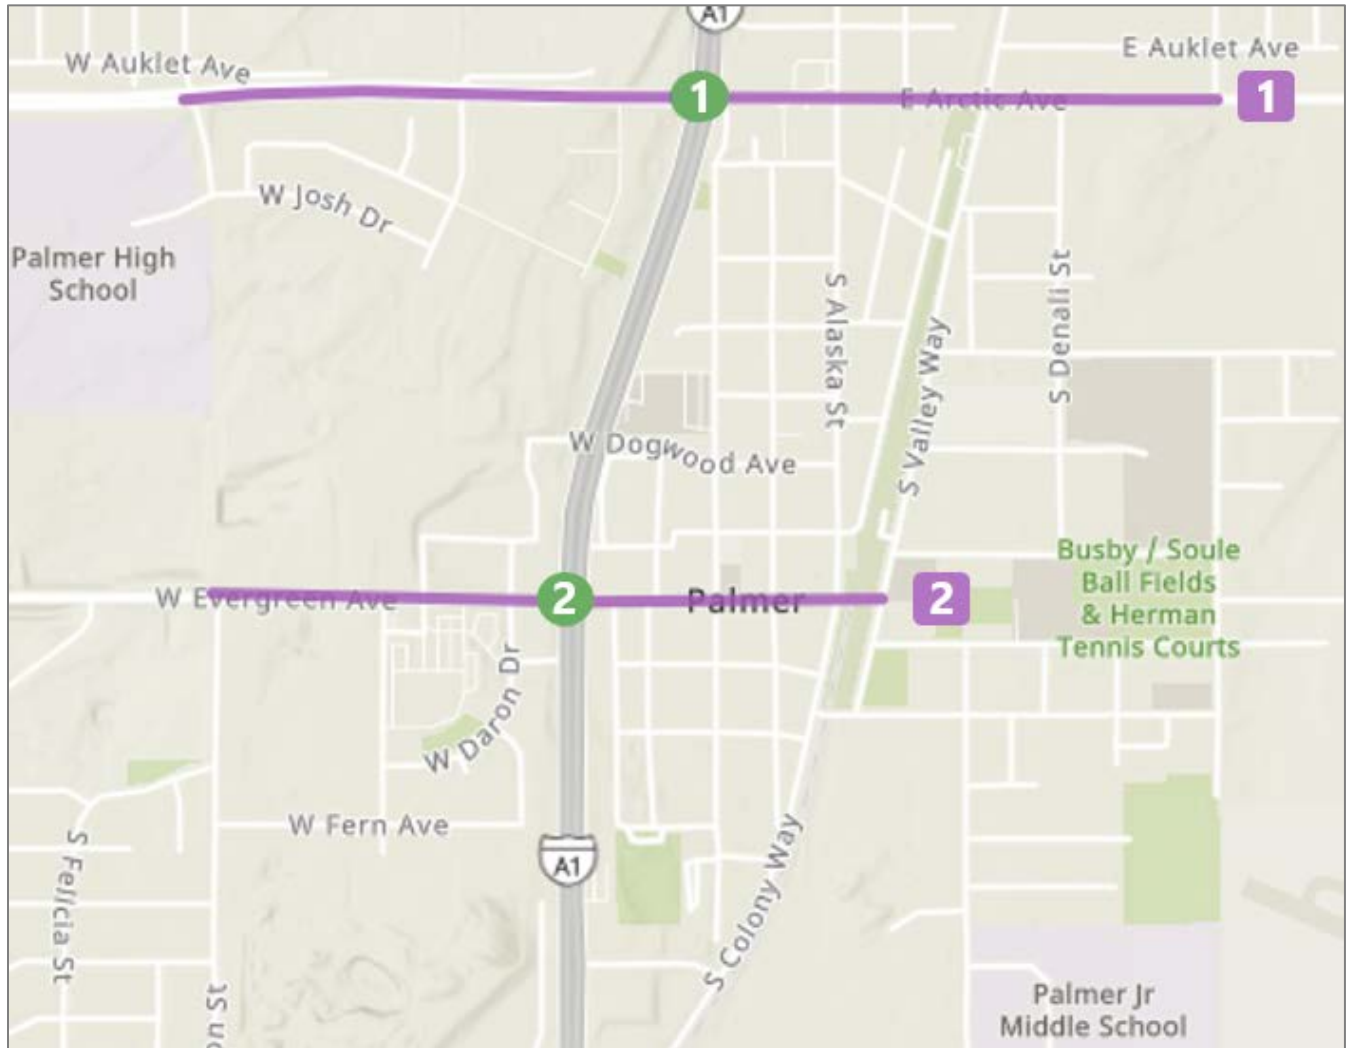 A1
W Auklet Ave
E Auklet Ave
1
E Arctic Ave
1
W Josh Dr
Palmer High
School
S Alaska St
S Denali St
S Valley Way
W Dogwood Ave
Busby / Soule
Ball Fields
& Herman
Tennis Courts
W Evergreen Ave
2
Palmer
2
W Daron Dr
W Fern Ave
A1
S Felicia St
S Colony Way
on St
Palmer Jr
Middle School